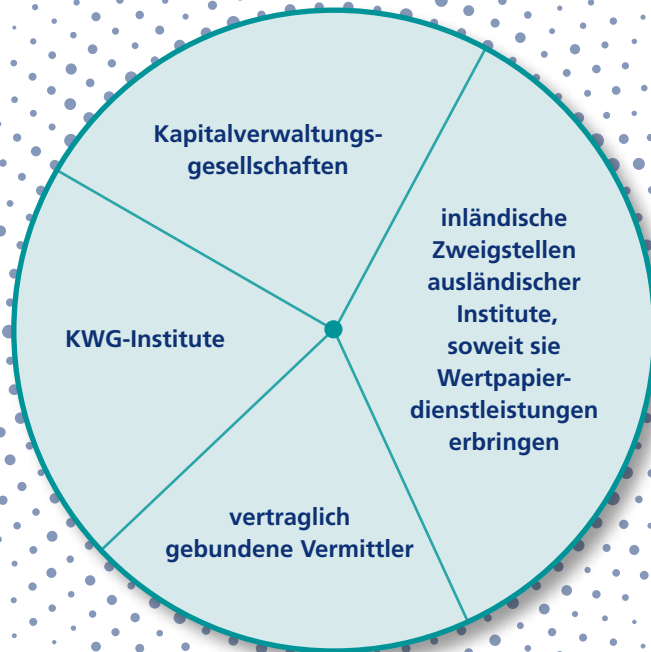 Kapitalverwaltungs-
gesellschaften
inländische
Zweigstellen
ausländischer
Institute,
soweit sie
Wertpapier-
dienstleistungen
erbringen
KWG-Institute
vertraglich
gebundene Vermittler